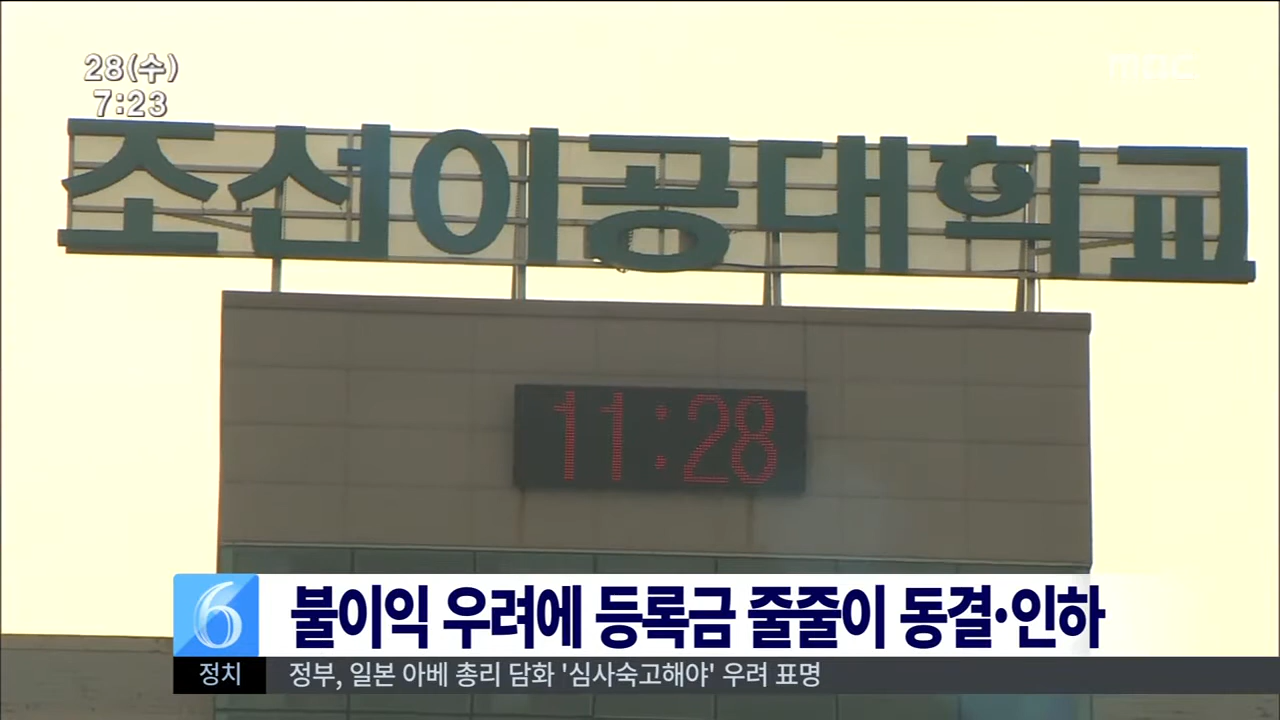 28(수)
7:23
MBC
조선이공대학교
11:28
6 불이익 우려에 등록금 줄줄이 동결·인하
정치 정부, 일본 아베 총리 담화 '심사숙고해야' 우려 표명